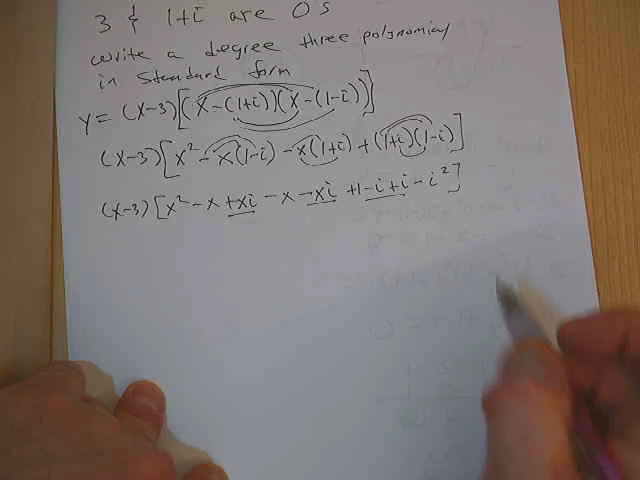 3 & 1+i are 0s
write a degree three polynomial
in Standard form
y = (x-3)[(x-(1+i))(x-(1-i))]
(x-3)[x² - x(1-i) - x(1+i) + (1+i)(1-i)]
(x-3)[x² - x + xi - x - xi + 1 - i + i - i²]